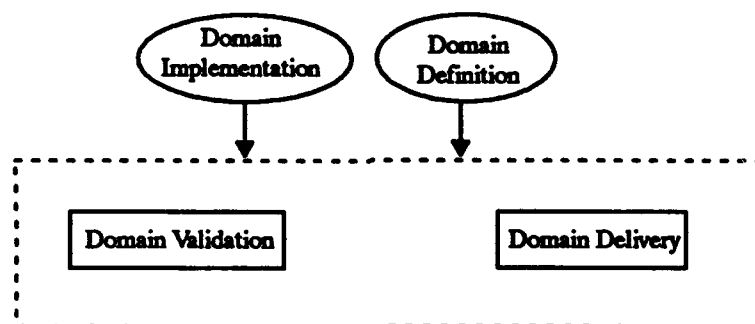 Domain
Implementation
Domain
Definition
Domain Validation
Domain Delivery